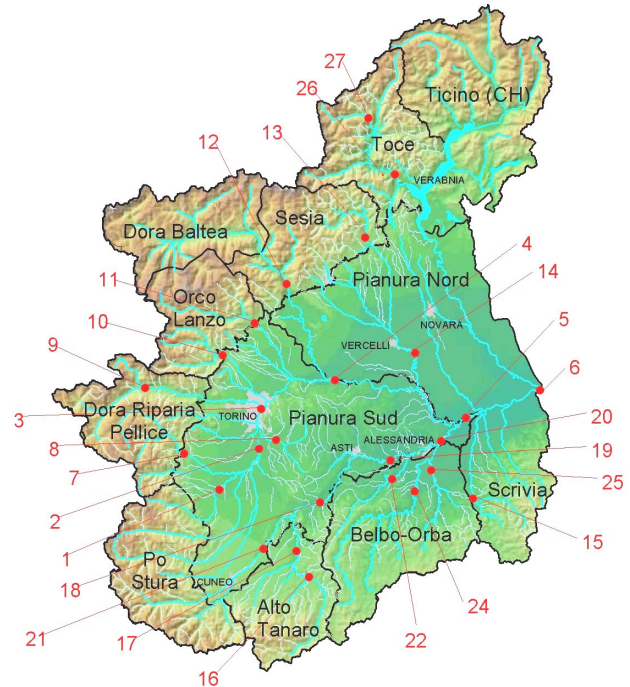 27
26
Ticino (CH)
Toce
13
12
VERABNIA
Sesia
Dora Baltea
4
14
Pianura Nord
11
Orco
Lanzo
5
10
NOVARA
VERCELLI
9
6
3
Dora Riparia
Pellice
TORINO
Pianura Sud
20
8
ASTI
ALESSANDRIA
19
7
25
2
Scrivia
1
Belbo-Orba
15
18
Po
Stura
CUNEO
24
21
Alto
Tanaro
17
22
16